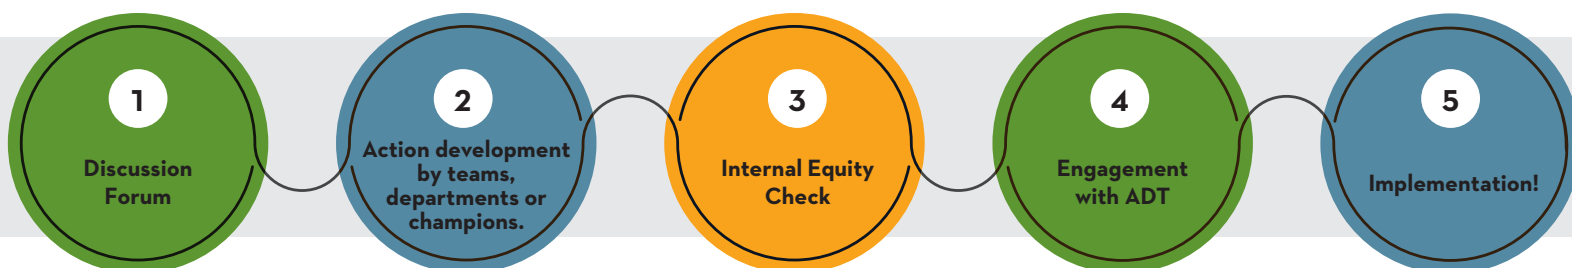 1
Discussion
Forum
2
Action development
by teams,
departments or
champions.
3
Internal Equity
Check
4
Engagement
with ADT
5
Implementation!